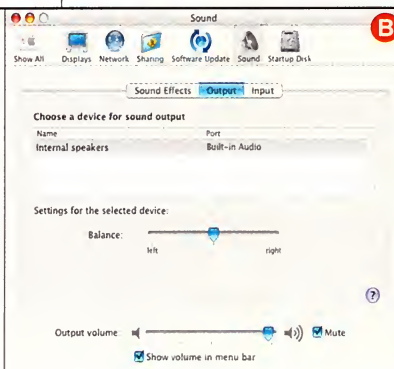 Sound
B
Show All Displays Network Sharing Software Update Sound Startup Disk
Sound Effects Output Input
Choose a device for sound output
Name Port
Internal speakers Built-in Audio
Settings for the selected device:
Balance:
left right
?
Output volume: Mute
Show volume in menu bar